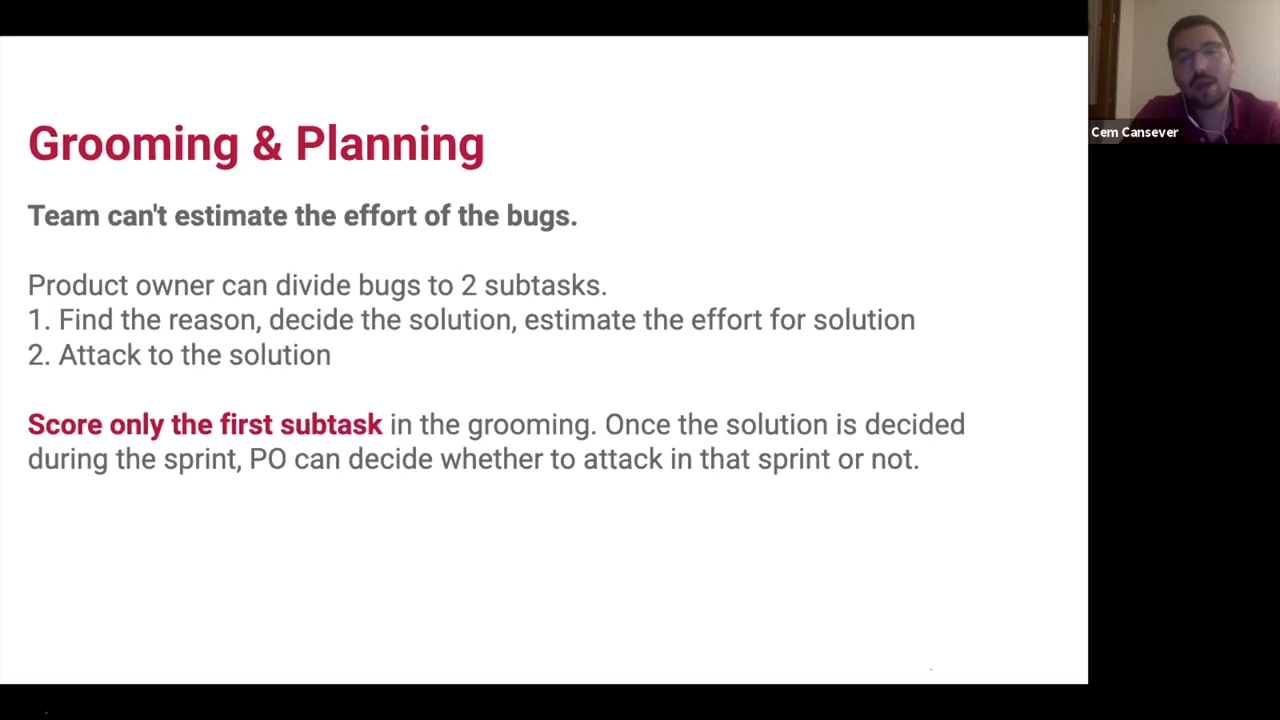 Grooming & Planning
Team can't estimate the effort of the bugs.
Product owner can divide bugs to 2 subtasks.
1. Find the reason, decide the solution, estimate the effort for solution
2. Attack to the solution
Score only the first subtask in the grooming. Once the solution is decided
during the sprint, PO can decide whether to attack in that sprint or not.
Cem Cansever